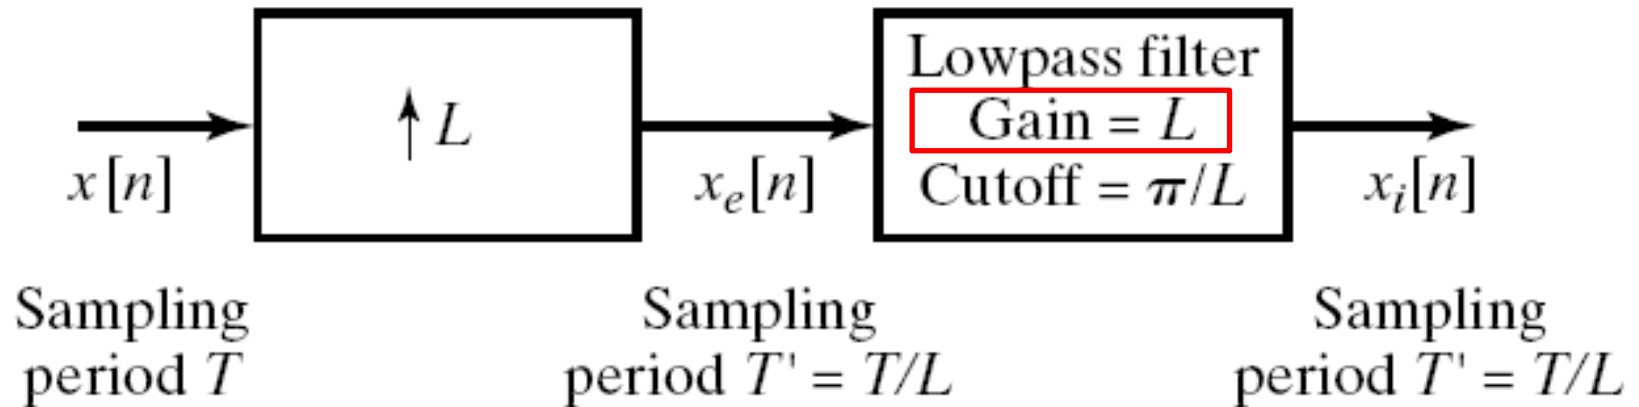 ↑ L
Lowpass filter
Gain = L
Cutoff = π/L
x[n]
xₑ[n]
xᵢ[n]
Sampling
period T
Sampling
period T' = T/L
Sampling
period T' = T/L